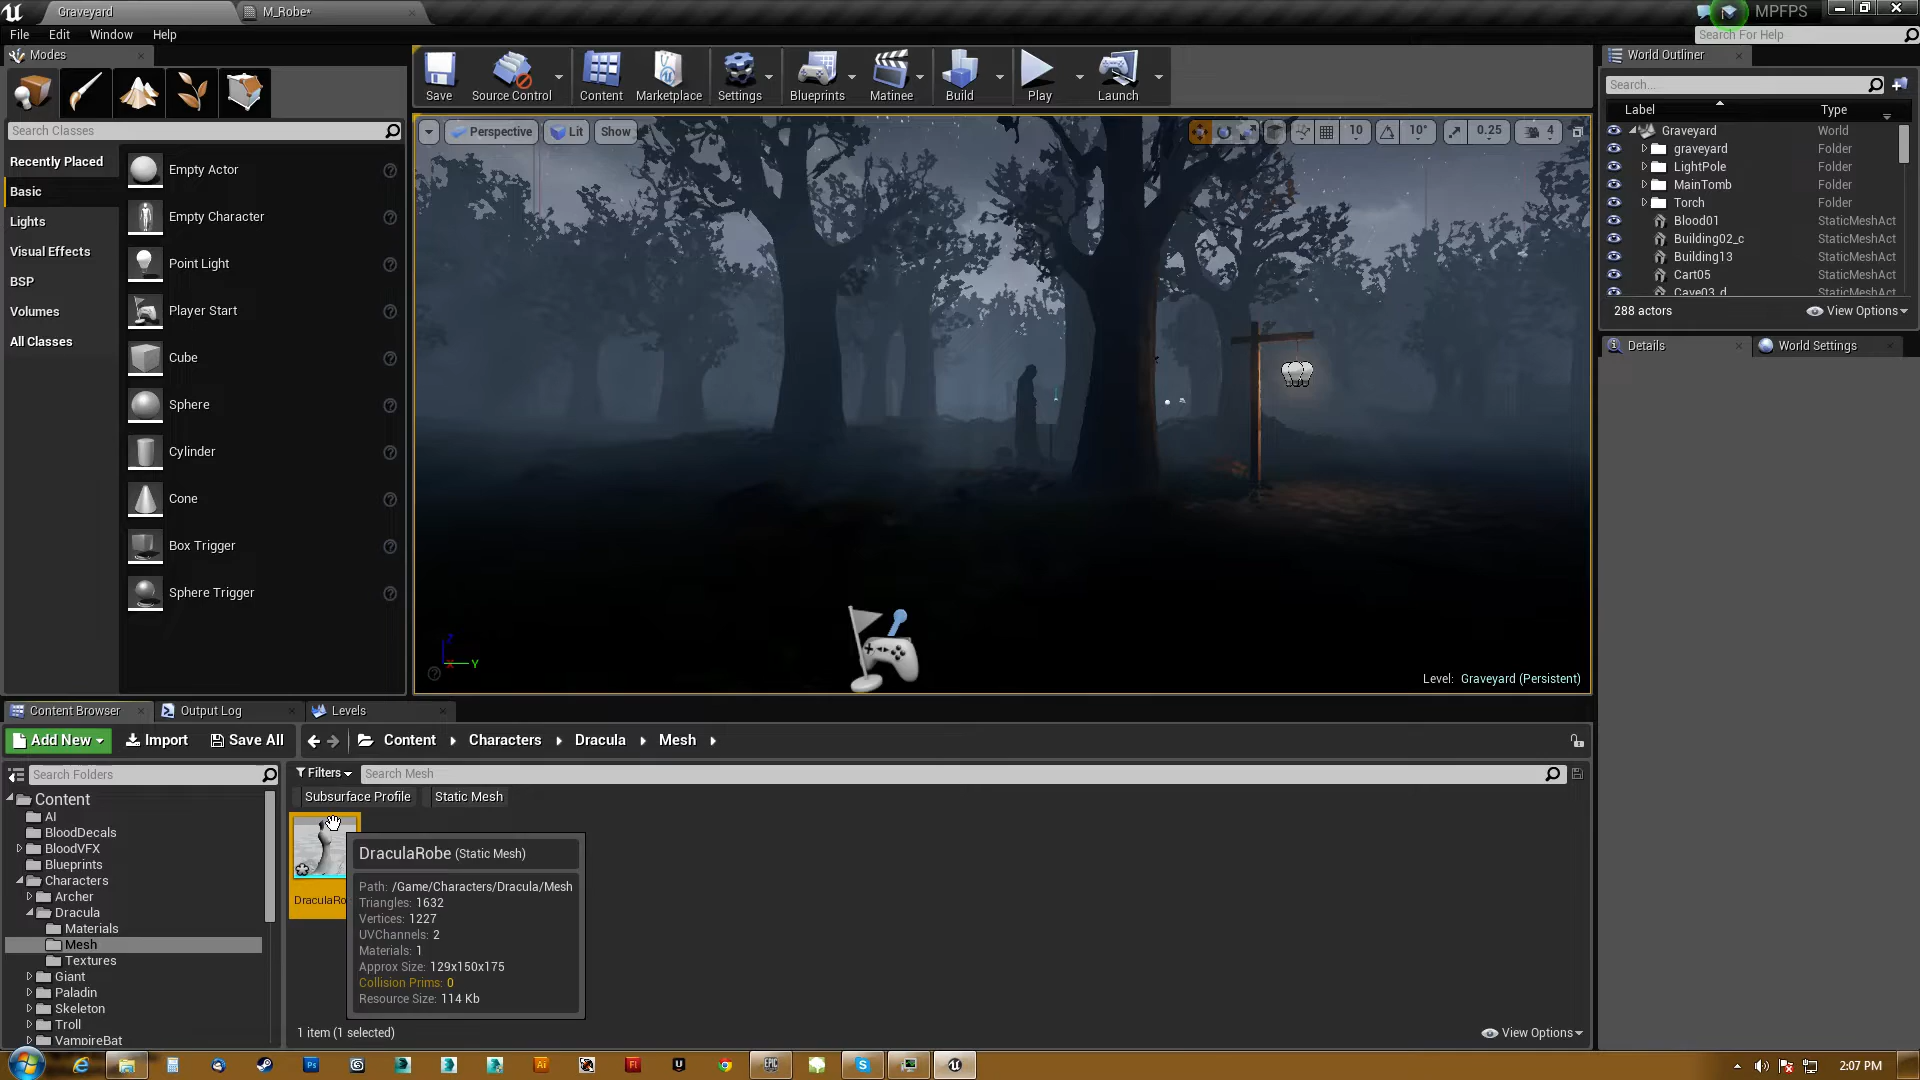 Graveyard
M_Robe*
MPFPS
File
Edit
Window
Help
Search For Help
Modes
Search Classes
Recently Placed
Basic
Lights
Visual Effects
BSP
Volumes
All Classes
Empty Actor
Empty Character
Point Light
Player Start
Cube
Sphere
Cylinder
Cone
Box Trigger
Sphere Trigger
Save
Source Control
Content
Marketplace
Settings
Blueprints
Matinee
Build
Play
Launch
Perspective
Lit
Show
10
10°
0.25
4
Y
Level: Graveyard (Persistent)
World Outliner
Search...
Label
Type
Graveyard World
graveyard Folder
LightPole Folder
MainTomb Folder
Torch Folder
Blood01 StaticMeshAct
Building02_c StaticMeshAct
Building13 StaticMeshAct
Cart05 StaticMeshAct
Cave03_d StaticMeshAct
288 actors
View Options
Details
World Settings
Content Browser
Output Log
Levels
Add New
Import
Save All
Content
Characters
Dracula
Mesh
Search Folders
Filters
Search Mesh
Subsurface Profile
Static Mesh
Content
AI
BloodDecals
BloodVFX
Blueprints
Characters
Archer
Dracula
Materials
Mesh
Textures
Giant
Paladin
Skeleton
Troll
VampireBat
DraculaRo
DraculaRobe (Static Mesh)
Path: /Game/Characters/Dracula/Mesh
Triangles: 1632
Vertices: 1227
UVChannels: 2
Materials: 1
Approx Size: 129x150x175
Collision Prims: 0
Resource Size: 114 Kb
1 item (1 selected)
View Options
Ps
Ai
Fl
EPIC
2:07 PM